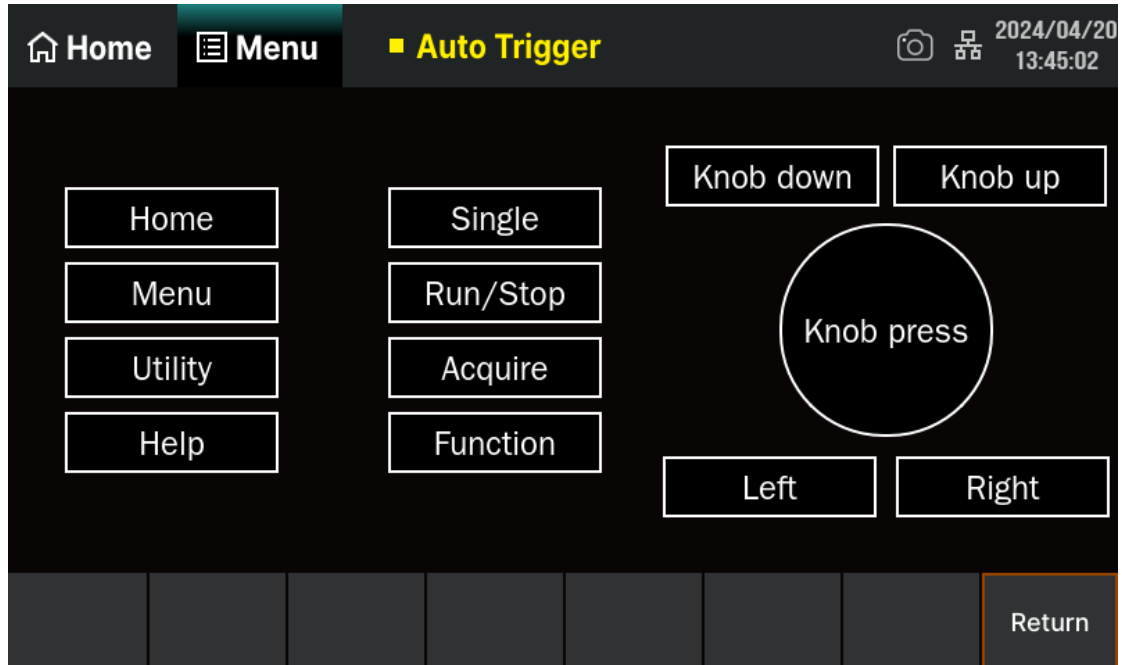 Home
Menu
Auto Trigger
2024/04/20
13:45:02
Home
Menu
Utility
Help
Single
Run/Stop
Acquire
Function
Knob down
Knob up
Knob press
Left
Right
Return